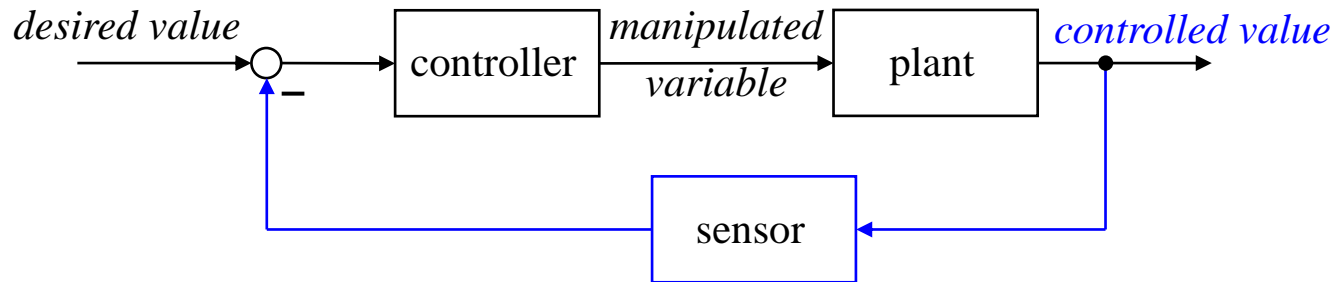 desired value
controller
manipulated
variable
plant
controlled value
–
sensor